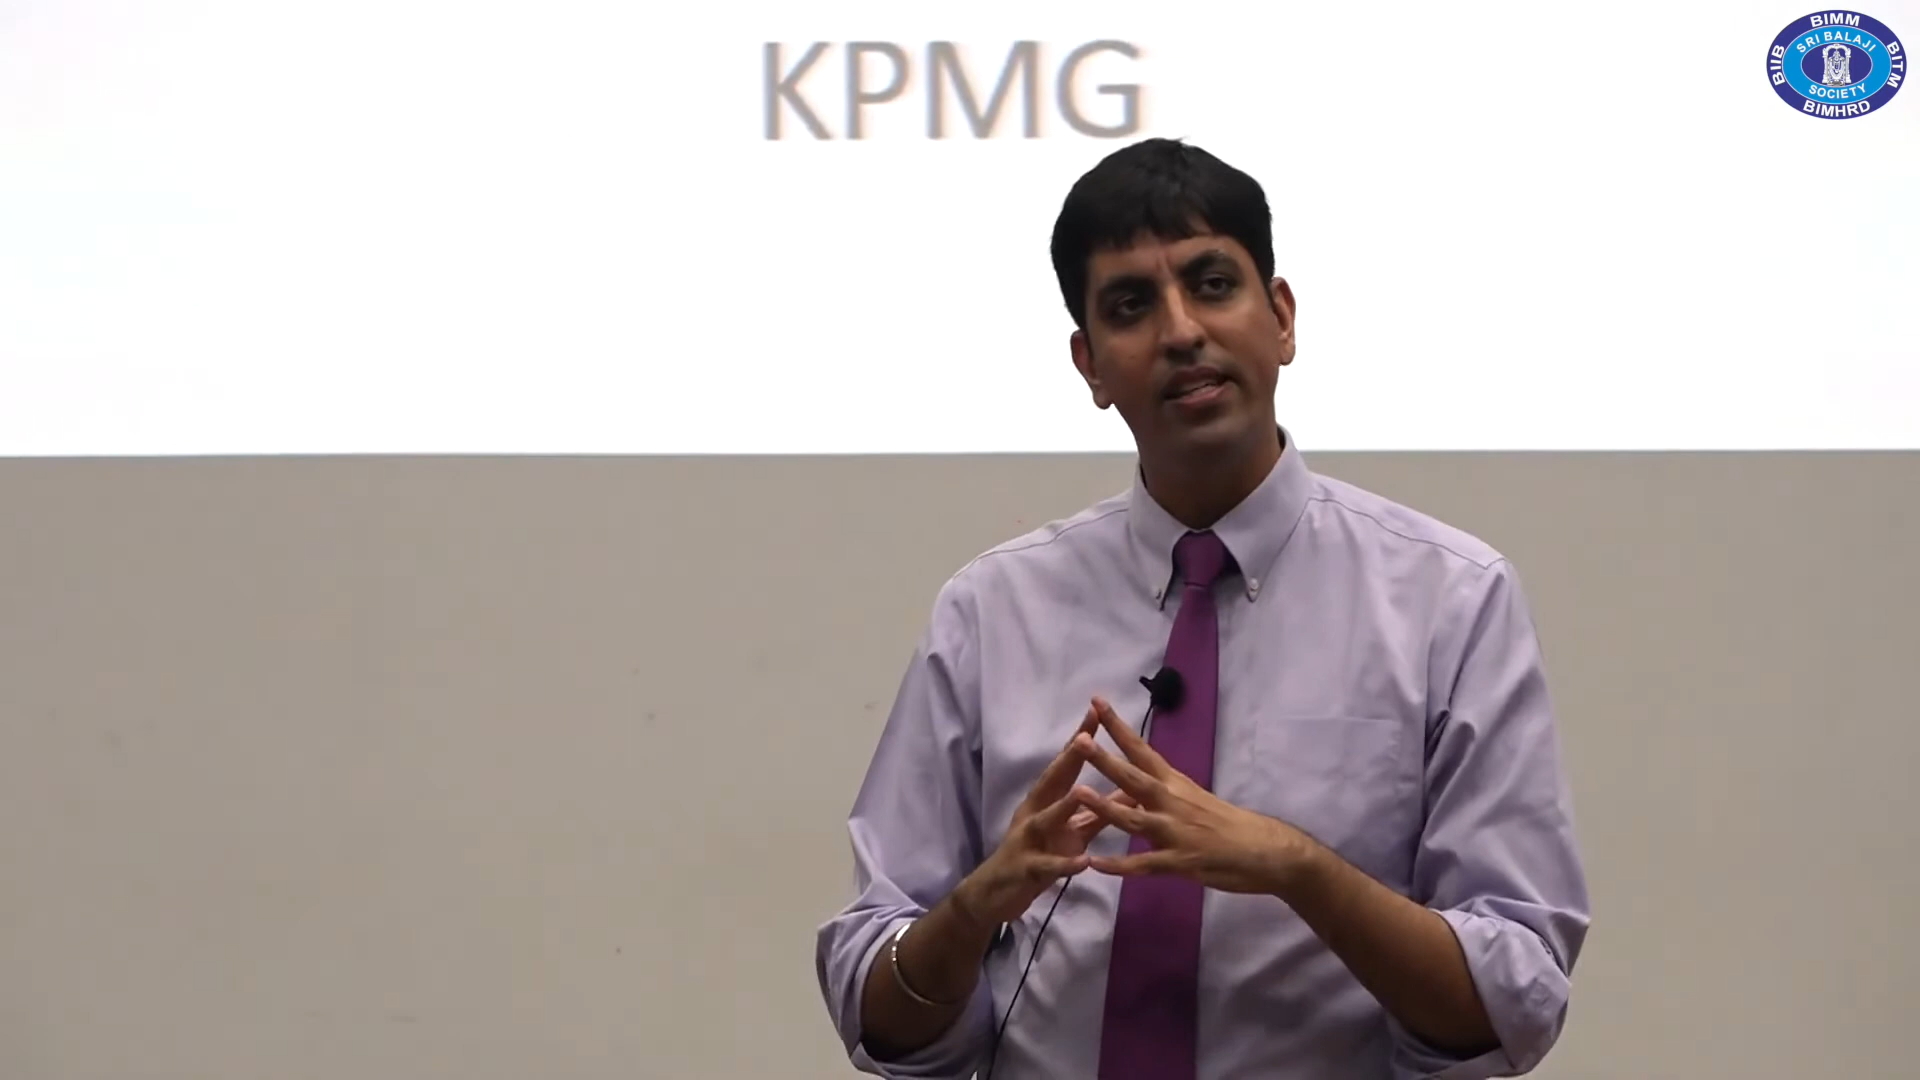 KPMG
BIMM
BIIB
SRI BALAJI
BITM
SOCIETY
BIMHRD